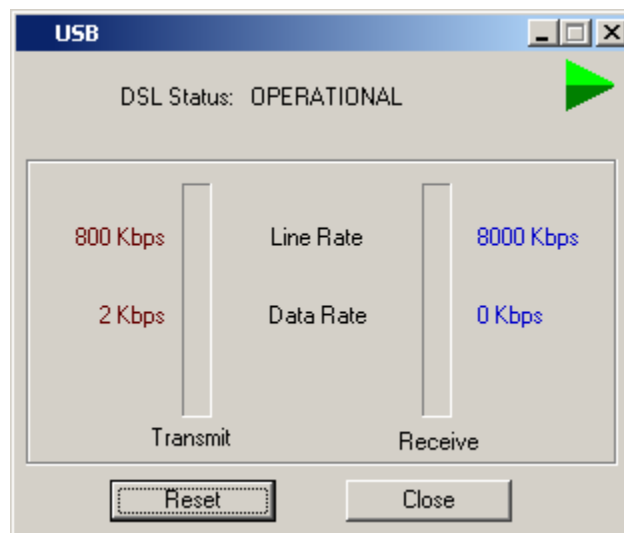 USB
DSL Status: OPERATIONAL
800 Kbps Line Rate 8000 Kbps
2 Kbps Data Rate 0 Kbps
Transmit Receive
Reset Close